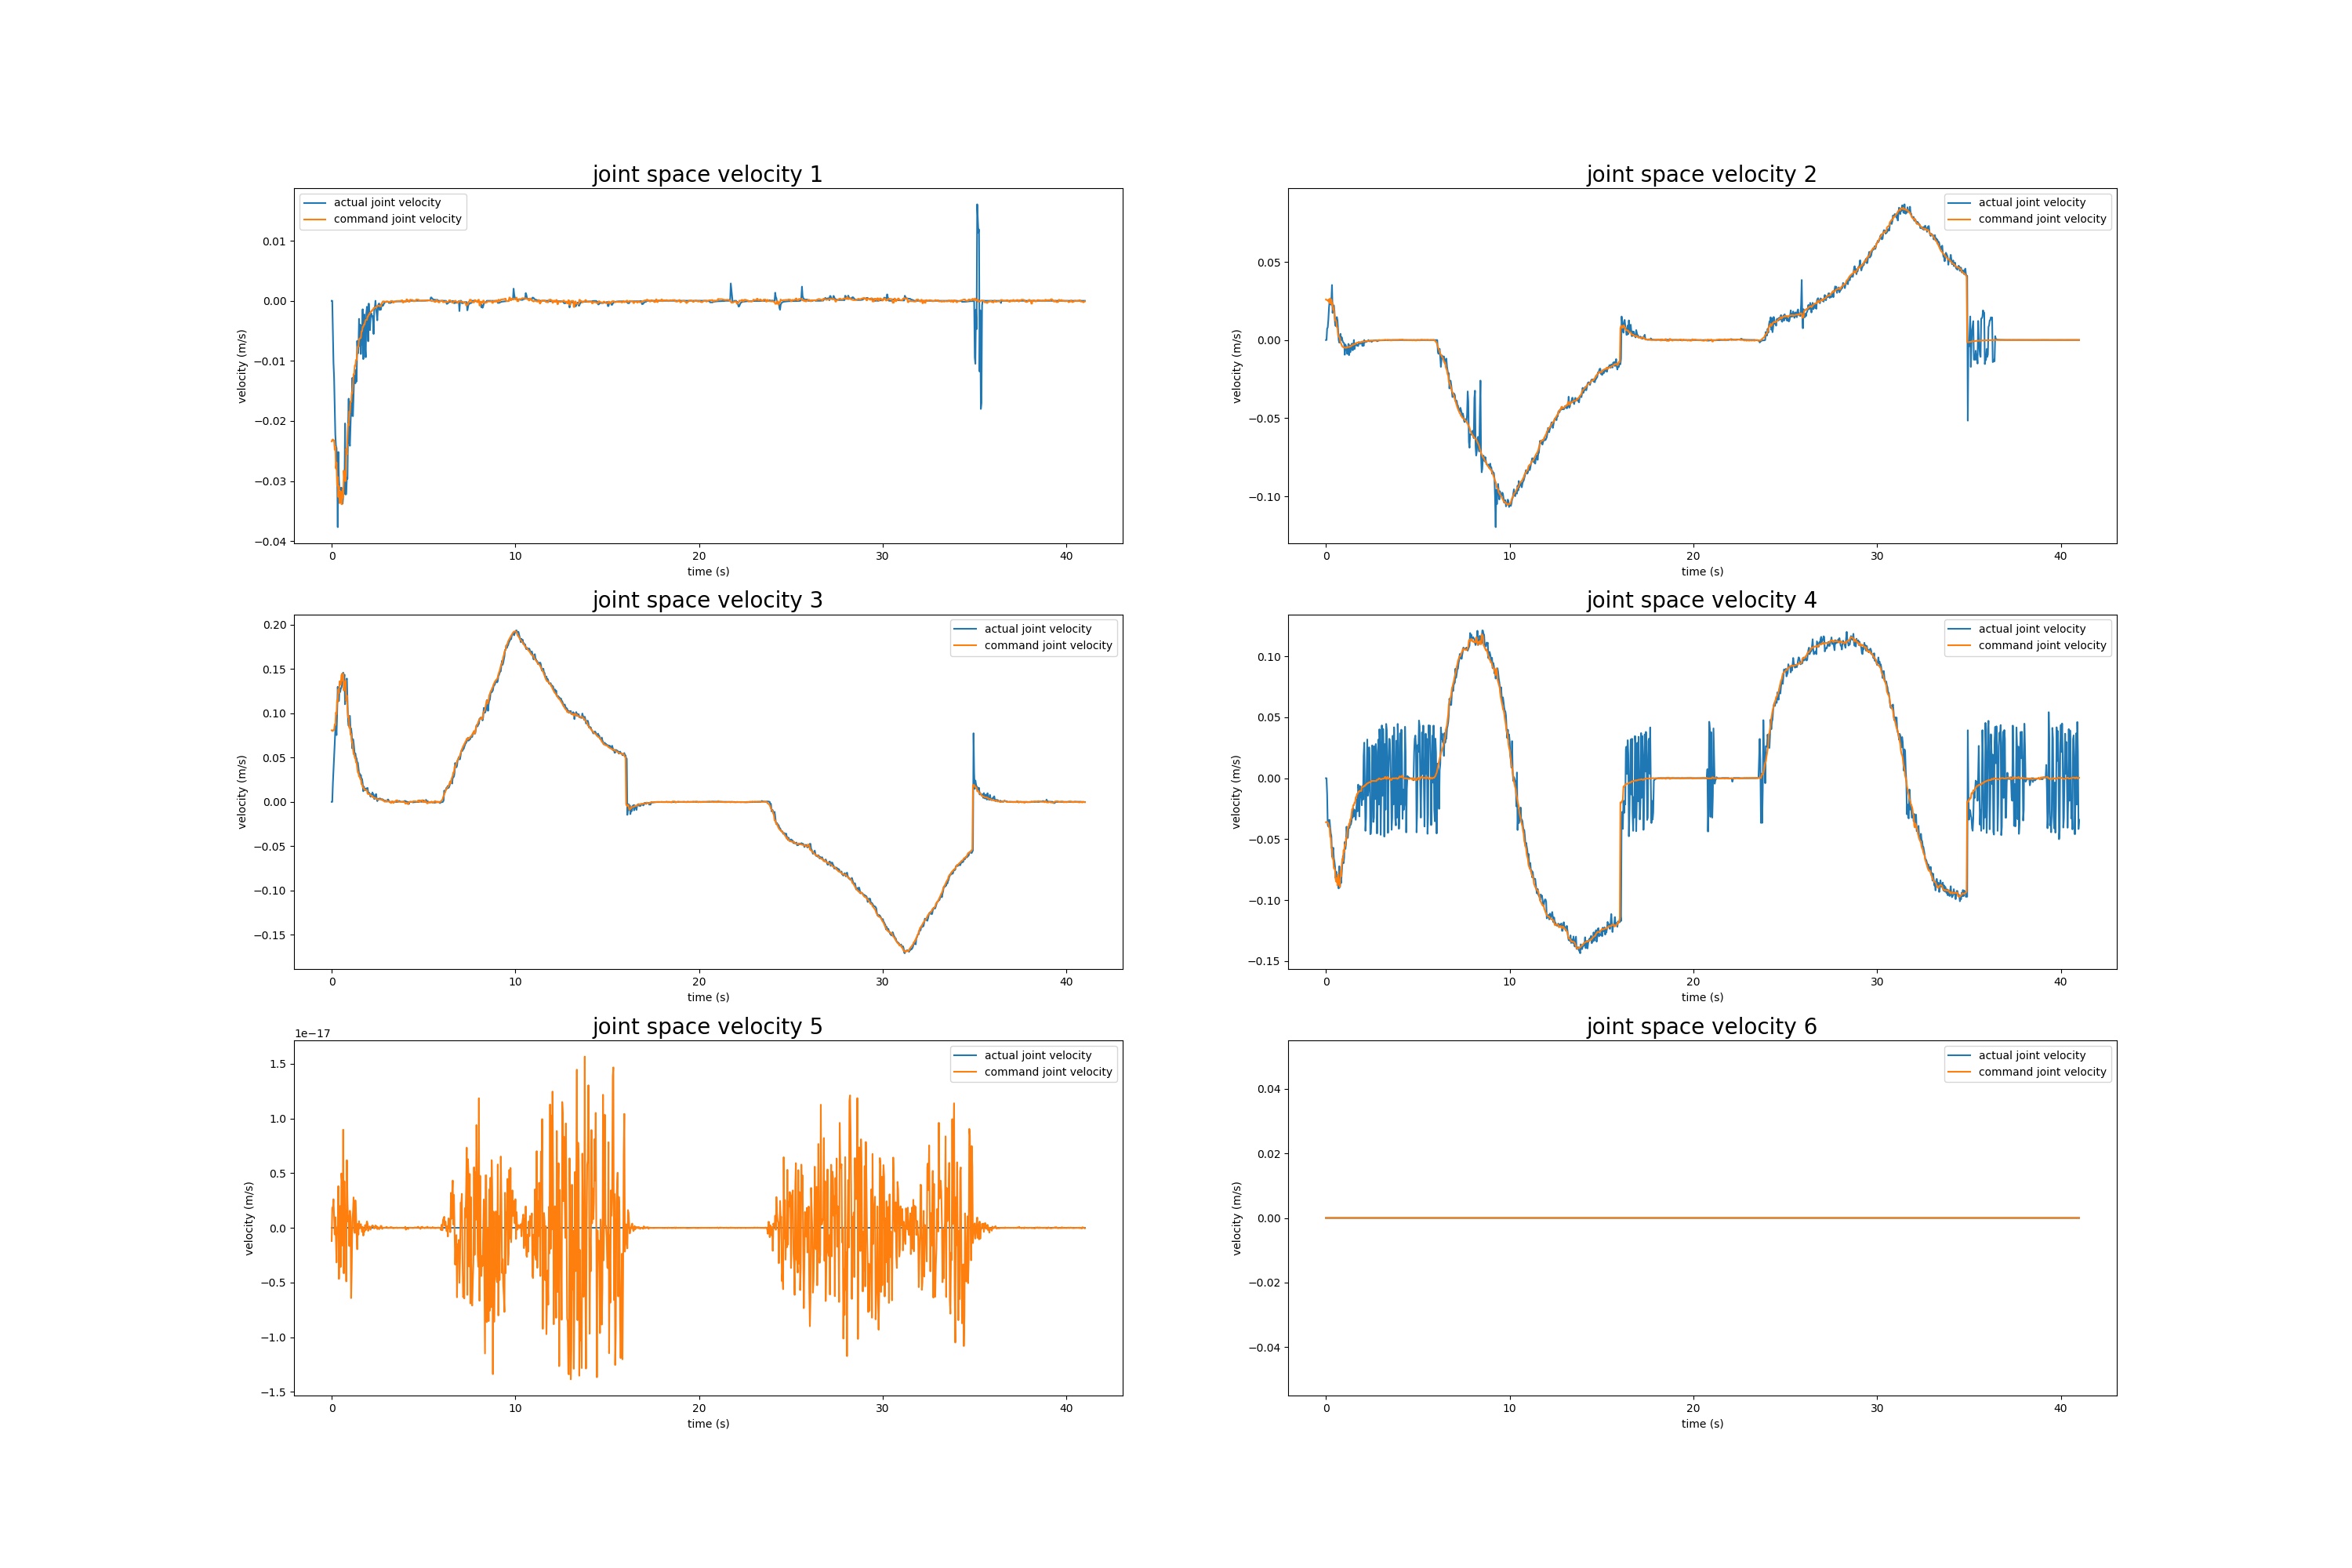 joint space velocity 1
actual joint velocity
command joint velocity
velocity (m/s)
0.01
0.00
−0.01
−0.02
−0.03
−0.04
0 10 20 30 40
time (s)
joint space velocity 2
actual joint velocity
command joint velocity
velocity (m/s)
0.05
0.00
−0.05
−0.10
0 10 20 30 40
time (s)
joint space velocity 3
actual joint velocity
command joint velocity
velocity (m/s)
0.20
0.15
0.10
0.05
0.00
−0.05
−0.10
−0.15
0 10 20 30 40
time (s)
joint space velocity 4
actual joint velocity
command joint velocity
velocity (m/s)
0.10
0.05
0.00
−0.05
−0.10
−0.15
0 10 20 30 40
time (s)
joint space velocity 5
1e−17
actual joint velocity
command joint velocity
velocity (m/s)
1.5
1.0
0.5
0.0
−0.5
−1.0
−1.5
0 10 20 30 40
time (s)
joint space velocity 6
actual joint velocity
command joint velocity
velocity (m/s)
0.04
0.02
0.00
−0.02
−0.04
0 10 20 30 40
time (s)